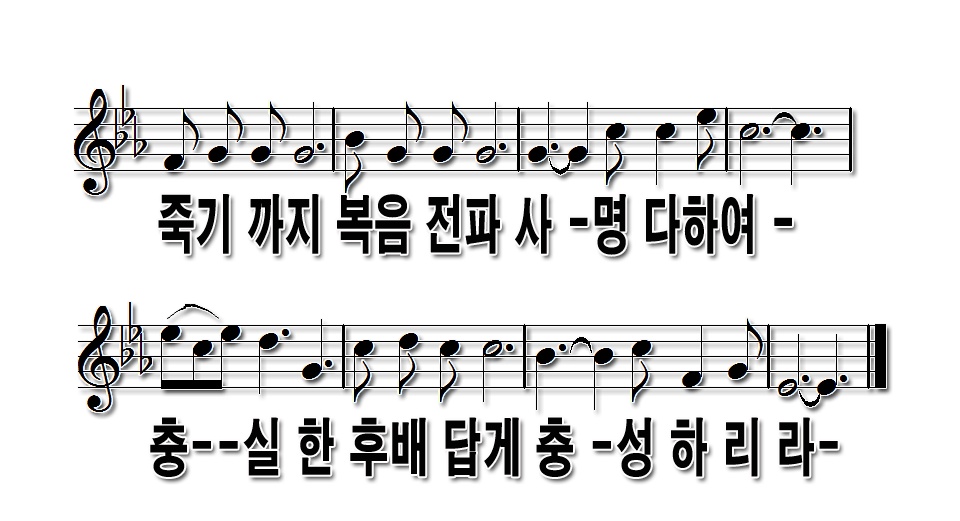 죽기 까지 복음 전파 사 -명 다하여 -
충--실 한 후배 답게 충 -성 하 리 라-